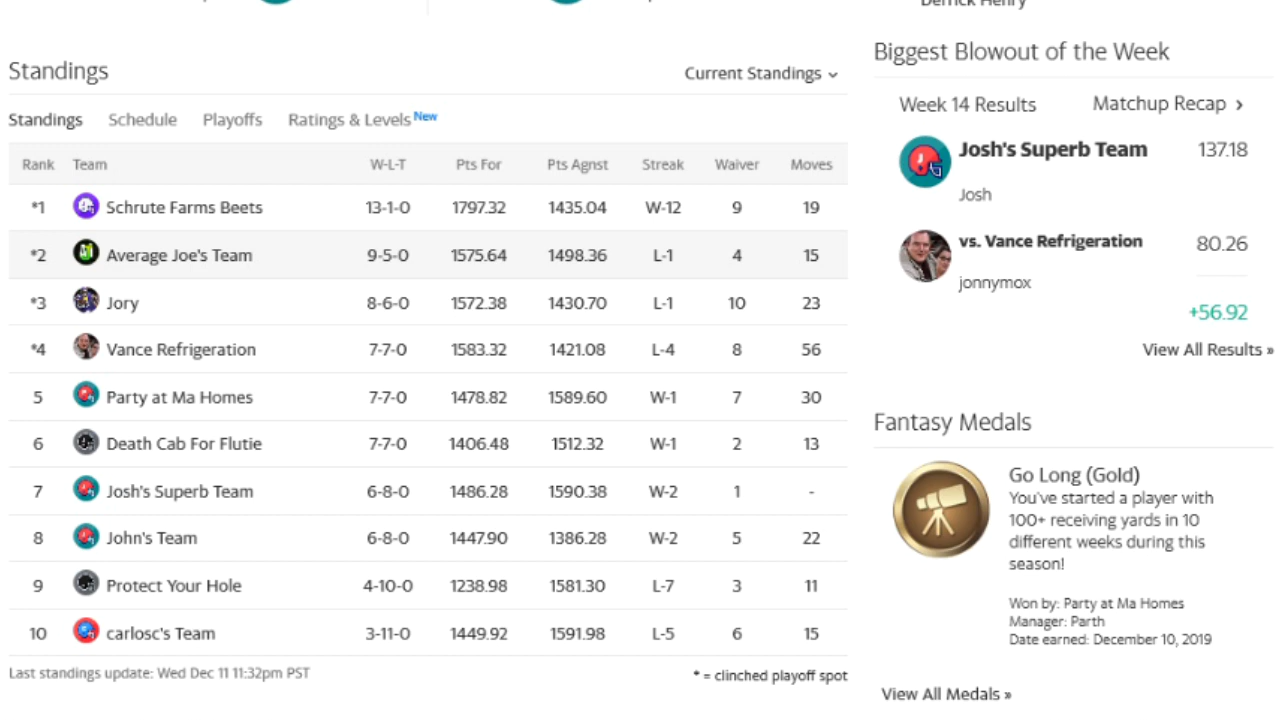 Derrick Henry
Standings
Current Standings
Standings Schedule Playoffs Ratings & Levels New
Rank Team W-L-T Pts For Pts Agnst Streak Waiver Moves
*1 Schrute Farms Beets 13-1-0 1797.32 1435.04 W-12 9 19
*2 Average Joe's Team 9-5-0 1575.64 1498.36 L-1 4 15
*3 Jory 8-6-0 1572.38 1430.70 L-1 10 23
*4 Vance Refrigeration 7-7-0 1583.32 1421.08 L-4 8 56
5 Party at Ma Homes 7-7-0 1478.82 1589.60 W-1 7 30
6 Death Cab For Flutie 7-7-0 1406.48 1512.32 W-1 2 13
7 Josh's Superb Team 6-8-0 1486.28 1590.38 W-2 1 -
8 John's Team 6-8-0 1447.90 1386.28 W-2 5 22
9 Protect Your Hole 4-10-0 1238.98 1581.30 L-7 3 11
10 carlosc's Team 3-11-0 1449.92 1591.98 L-5 6 15
Last standings update: Wed Dec 11 11:32pm PST
* = clinched playoff spot
Biggest Blowout of the Week
Week 14 Results Matchup Recap ›
Josh's Superb Team 137.18
Josh
vs. Vance Refrigeration 80.26
jonnymox
+56.92
View All Results »
Fantasy Medals
Go Long (Gold)
You've started a player with
100+ receiving yards in 10
different weeks during this
season!
Won by: Party at Ma Homes
Manager: Parth
Date earned: December 10, 2019
View All Medals »